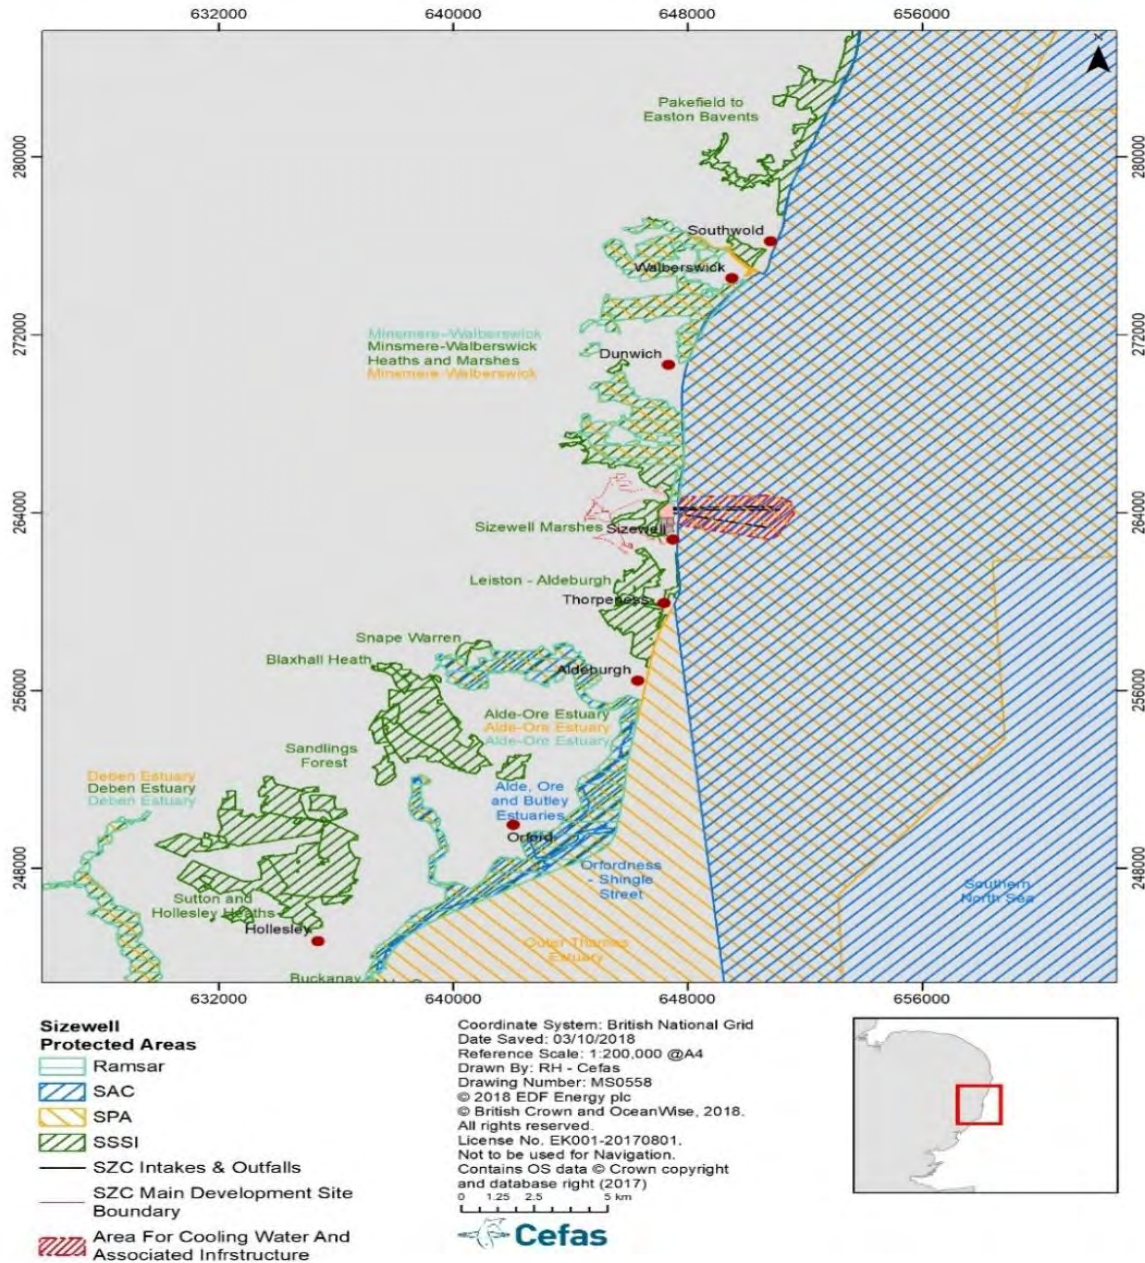 632000
640000
648000
656000
280000
272000
264000
256000
248000
280000
272000
264000
256000
248000
Pakefield to
Easton Bavents
Southwold
Walberswick
Minsmere-Walberswick
Minsmere-Walberswick
Heaths and Marshes
Minsmere-Walberswick
Dunwich
Sizewell Marshes
Sizewell
Leiston - Aldeburgh
Thorpeness
Snape Warren
Blaxhall Heath
Aldeburgh
Alde-Ore Estuary
Alde-Ore Estuary
Alde-Ore Estuary
Sandlings
Forest
Deben Estuary
Deben Estuary
Deben Estuary
Alde, Ore
and Butley
Estuaries
Orford
Orfordness
- Shingle
Street
Southern
North Sea
Sutton and
Hollesley Heaths
Hollesley
Outer Thames
Estuary
Buckanay
632000
640000
648000
656000
Sizewell
Protected Areas
Ramsar
SAC
SPA
SSSI
SZC Intakes & Outfalls
SZC Main Development Site
Boundary
Area For Cooling Water And
Associated Infrstructure
Coordinate System: British National Grid
Date Saved: 03/10/2018
Reference Scale: 1:200,000 @A4
Drawn By: RH - Cefas
Drawing Number: MS0558
© 2018 EDF Energy plc
© British Crown and OceanWise, 2018.
All rights reserved.
License No. EK001-20170801.
Not to be used for Navigation.
Contains OS data © Crown copyright
and database right (2017)
0 1.25 2.5 5 km
Cefas